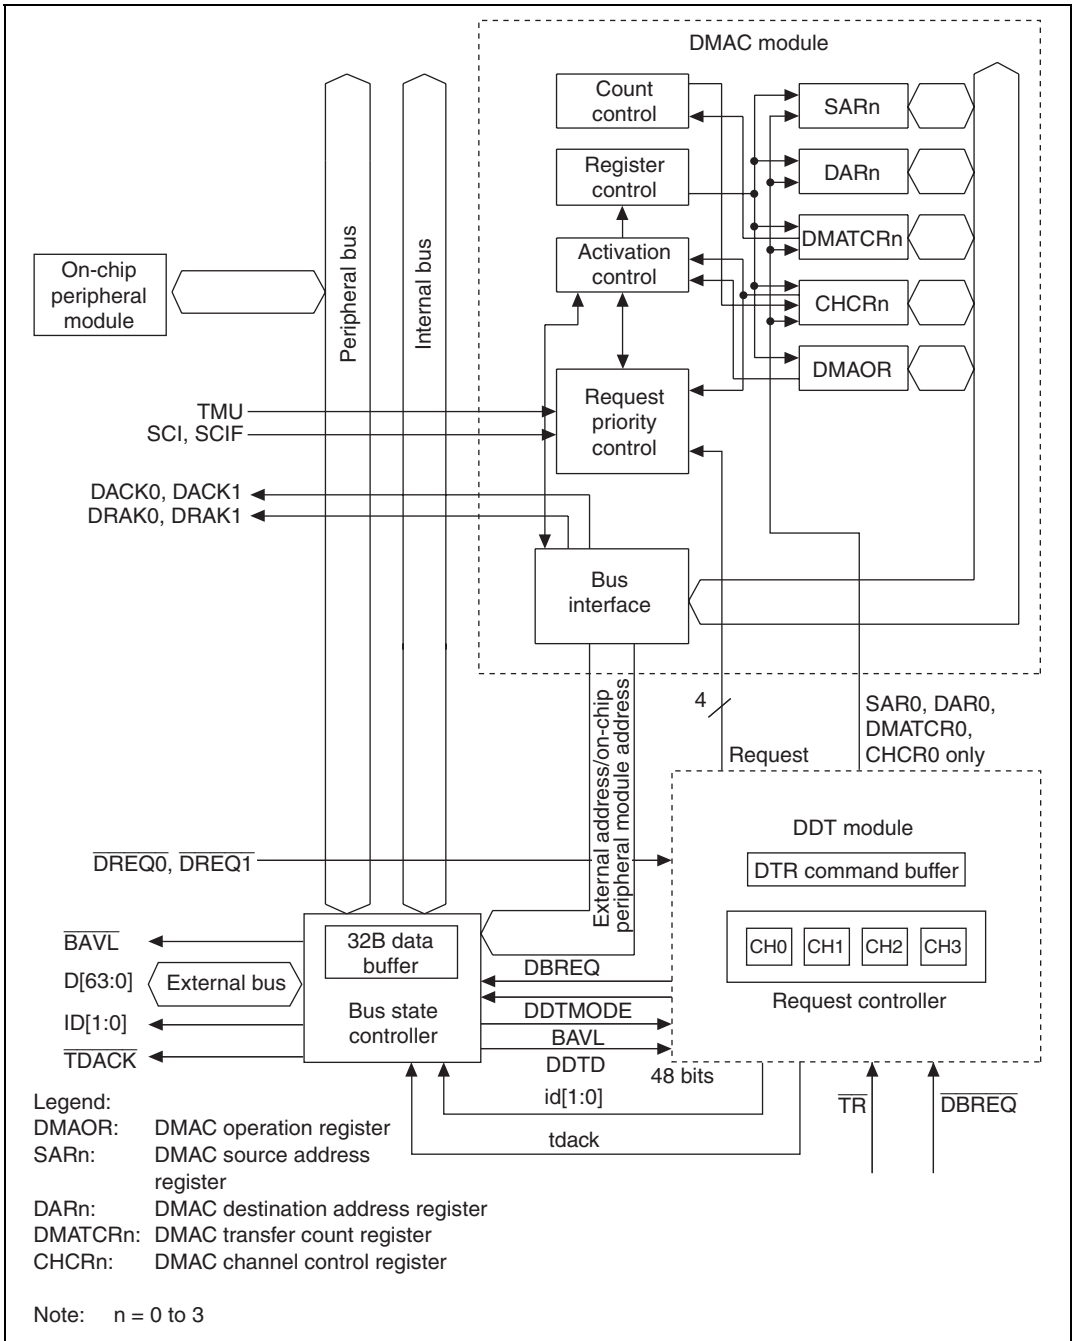 DMAC module
Count
control
SARn
Register
control
DARn
DMATCRn
Activation
control
On-chip
peripheral
module
Peripheral bus
Internal bus
CHCRn
DMAOR
Request
priority
control
TMU
SCI, SCIF
DACK0, DACK1
DRAK0, DRAK1
Bus
interface
External address/on-chip
peripheral module address
4
Request
SAR0, DAR0,
DMATCR0,
CHCR0 only
DDT module
DTR command buffer
CH0 CH1 CH2 CH3
Request controller
DREQ0, DREQ1
BAVL
D[63:0]
External bus
ID[1:0]
TDACK
32B data
buffer
Bus state
controller
DBREQ
DDTMODE
BAVL
DDTD
48 bits
id[1:0]
tdack
TR
DBREQ
Legend:
DMAOR: DMAC operation register
SARn: DMAC source address
register
DARn: DMAC destination address register
DMATCRn: DMAC transfer count register
CHCRn: DMAC channel control register
Note: n = 0 to 3